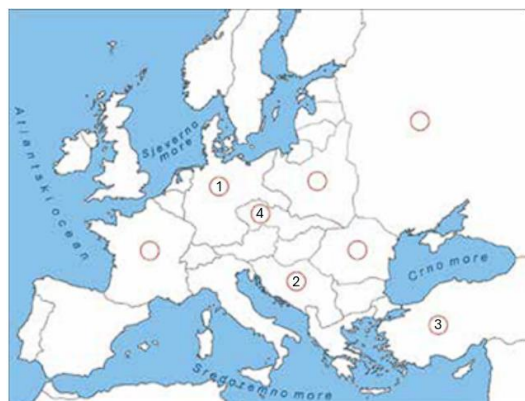 Atlantski ocean
Sjeverno
more
1
4
2
Crno more
3
Sredozemno more